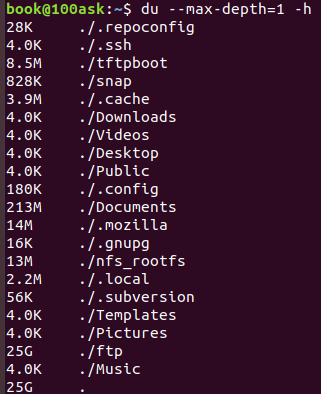 book@100ask:~$ du --max-depth=1 -h
28K ./.repoconfig
4.0K ./.ssh
8.5M ./tftpboot
828K ./snap
3.9M ./.cache
4.0K ./Downloads
4.0K ./Videos
4.0K ./Desktop
4.0K ./Public
180K ./.config
213M ./Documents
14M ./.mozilla
16K ./.gnupg
13M ./nfs_rootfs
2.2M ./.local
56K ./.subversion
4.0K ./Templates
4.0K ./Pictures
25G ./ftp
4.0K ./Music
25G .